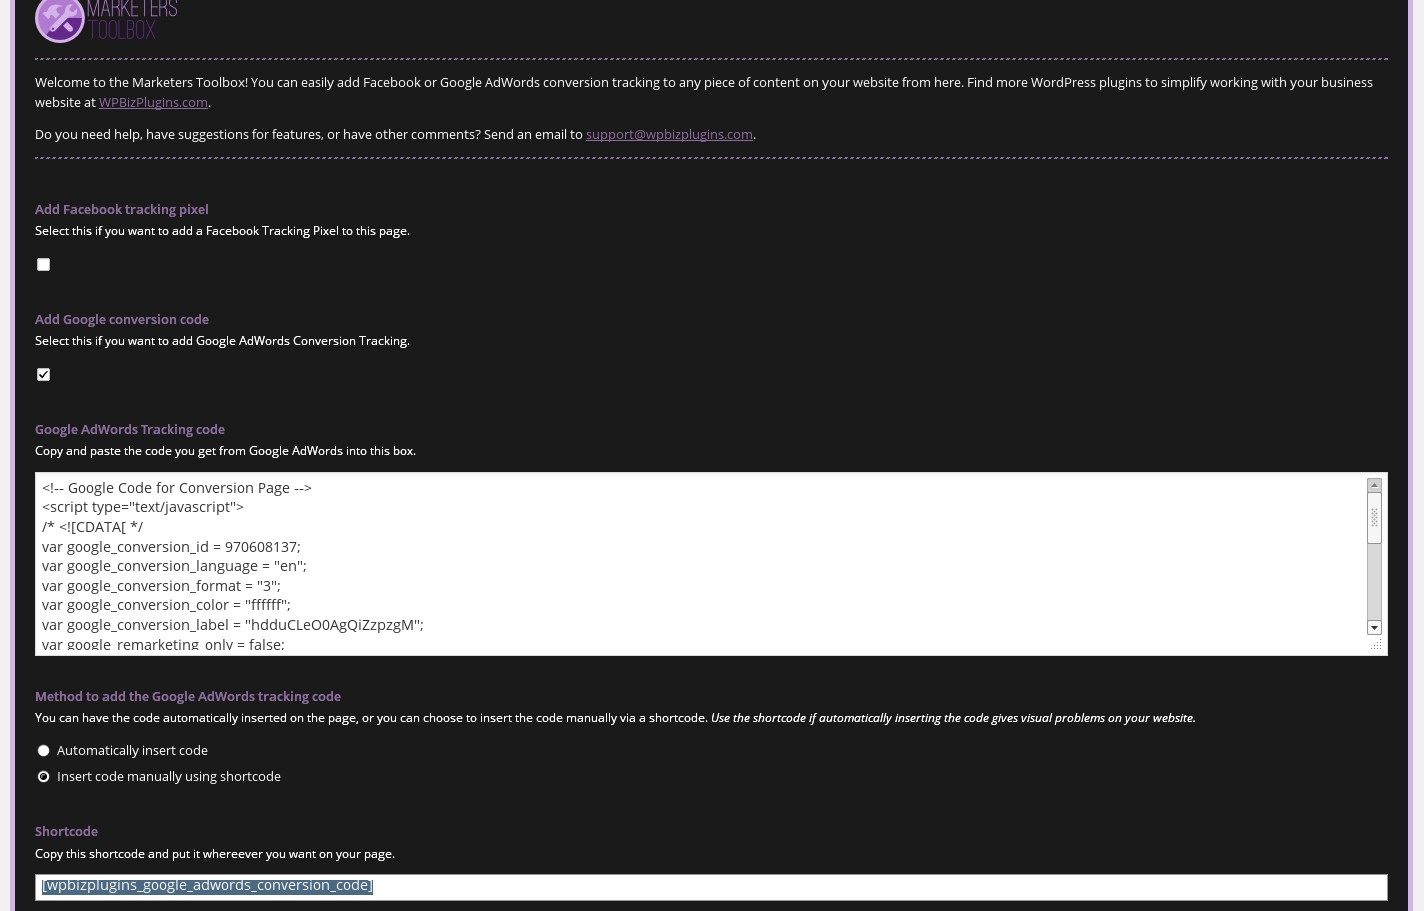 MARKETERS
TOOLBOX
Welcome to the Marketers Toolbox! You can easily add Facebook or Google AdWords conversion tracking to any piece of content on your website from here. Find more WordPress plugins to simplify working with your business
website at WPBizPlugins.com.
Do you need help, have suggestions for features, or have other comments? Send an email to support@wpbizplugins.com.
Add Facebook tracking pixel
Select this if you want to add a Facebook Tracking Pixel to this page.
Add Google conversion code
Select this if you want to add Google AdWords Conversion Tracking.
Google AdWords Tracking code
Copy and paste the code you get from Google AdWords into this box.
<!-- Google Code for Conversion Page -->
<script type="text/javascript">
/* <![CDATA[ */
var google_conversion_id = 970608137;
var google_conversion_language = "en";
var google_conversion_format = "3";
var google_conversion_color = "ffffff";
var google_conversion_label = "hdduCLeO0AgQiZzpzgM";
var google_remarketing_only = false;
Method to add the Google AdWords tracking code
You can have the code automatically inserted on the page, or you can choose to insert the code manually via a shortcode. Use the shortcode if automatically inserting the code gives visual problems on your website.
Automatically insert code
Insert code manually using shortcode
Shortcode
Copy this shortcode and put it whereever you want on your page.
[wpbizplugins_google_adwords_conversion_code]